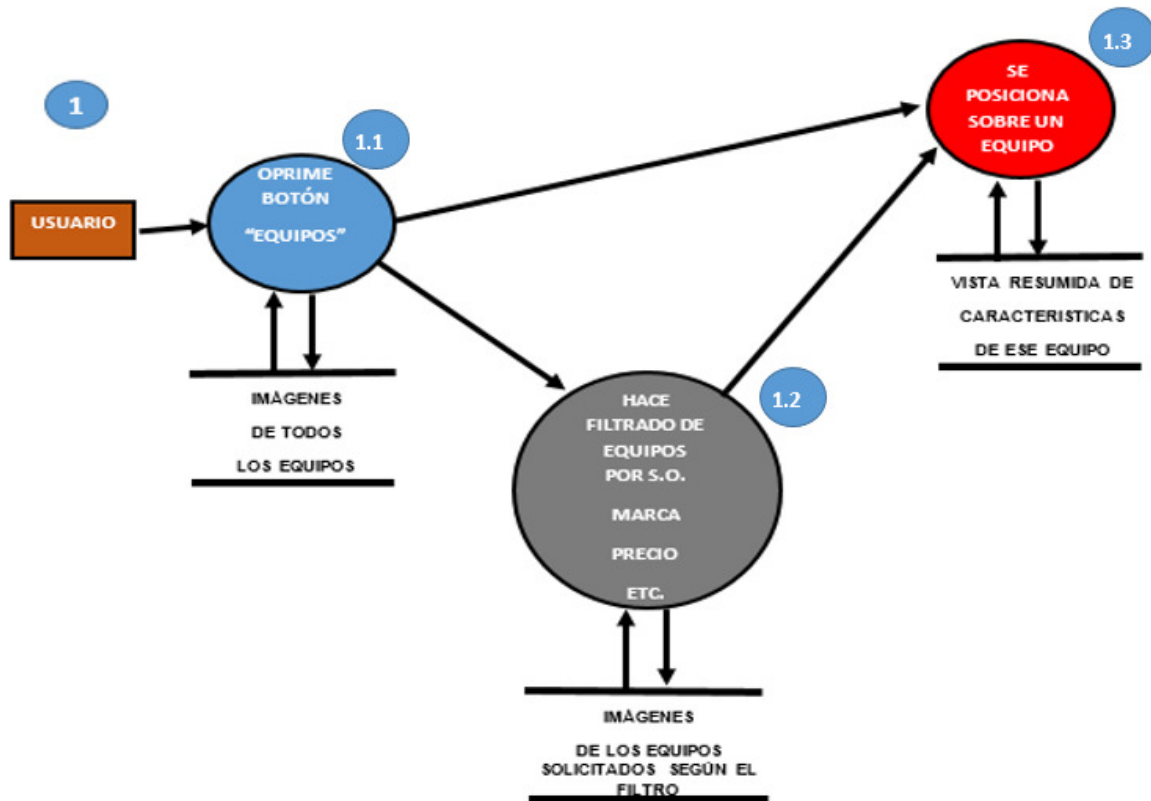 1
USUARIO
1.1
OPRIME
BOTÓN
“EQUIPOS”
IMÁGENES
DE TODOS
LOS EQUIPOS
1.2
HACE
FILTRADO DE
EQUIPOS
POR S.O.
MARCA
PRECIO
ETC.
IMÁGENES
DE LOS EQUIPOS
SOLICITADOS SEGÚN EL
FILTRO
1.3
SE
POSICIONA
SOBRE UN
EQUIPO
VISTA RESUMIDA DE
CARACTERISTICAS
DE ESE EQUIPO